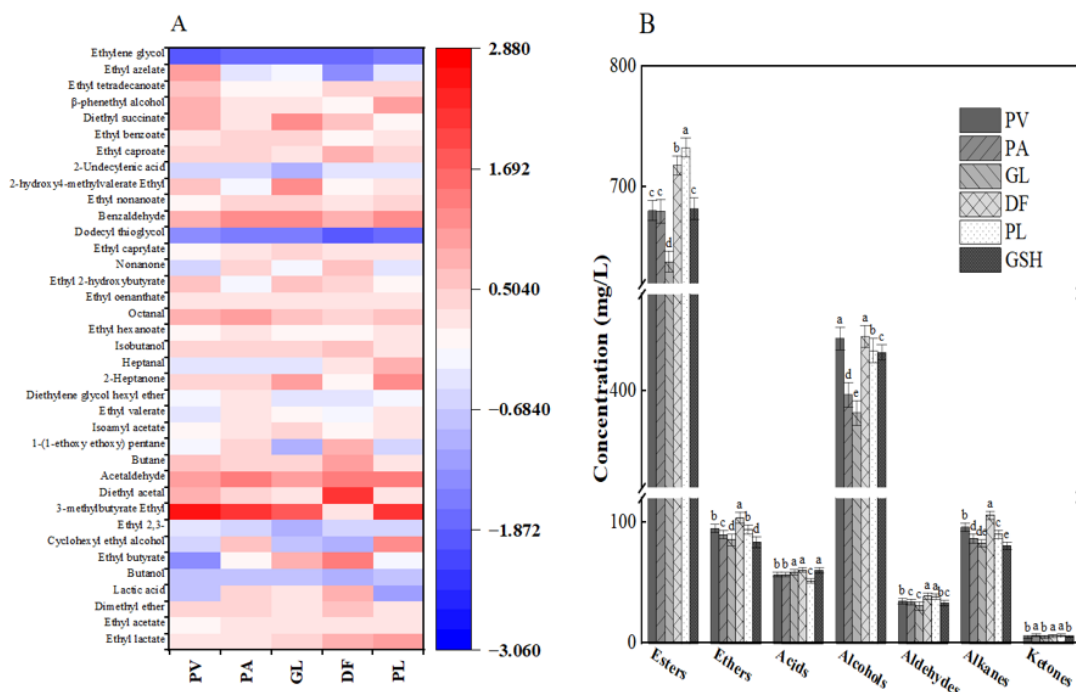 A
Ethylene glycol
Ethyl azelate
Ethyl tetradecanoate
β-phenethyl alcohol
Diethyl succinate
Ethyl benzoate
Ethyl caproate
2-Undecylenic acid
2-hydroxy4-methylvalerate Ethyl
Ethyl nonanoate
Benzaldehyde
Dodecyl thioglycol
Ethyl caprylate
Nonanone
Ethyl 2-hydroxybutyrate
Ethyl oenanthate
Octanal
Ethyl hexanoate
Isobutanol
Heptanal
2-Heptanone
Diethylene glycol hexyl ether
Ethyl valerate
Isoamyl acetate
1-(1-ethoxy ethoxy) pentane
Butane
Acetaldehyde
Diethyl acetal
3-methylbutyrate Ethyl
Ethyl 2,3-
Cyclohexyl ethyl alcohol
Ethyl butyrate
Butanol
Lactic acid
Dimethyl ether
Ethyl acetate
Ethyl lactate
PV PA GL DF PL
2.880
1.692
0.5040
−0.6840
−1.872
−3.060
B
Concentration (mg/L)
800
700
400
100
0
PV
PA
GL
DF
PL
GSH
c c d b a c
a d e a b c
b c d a b d
b b a a c a
b c c a a bc
b d de a c e
b a b a a b
Esters Ethers Acids Alcohols Aldehydes Alkanes Ketones